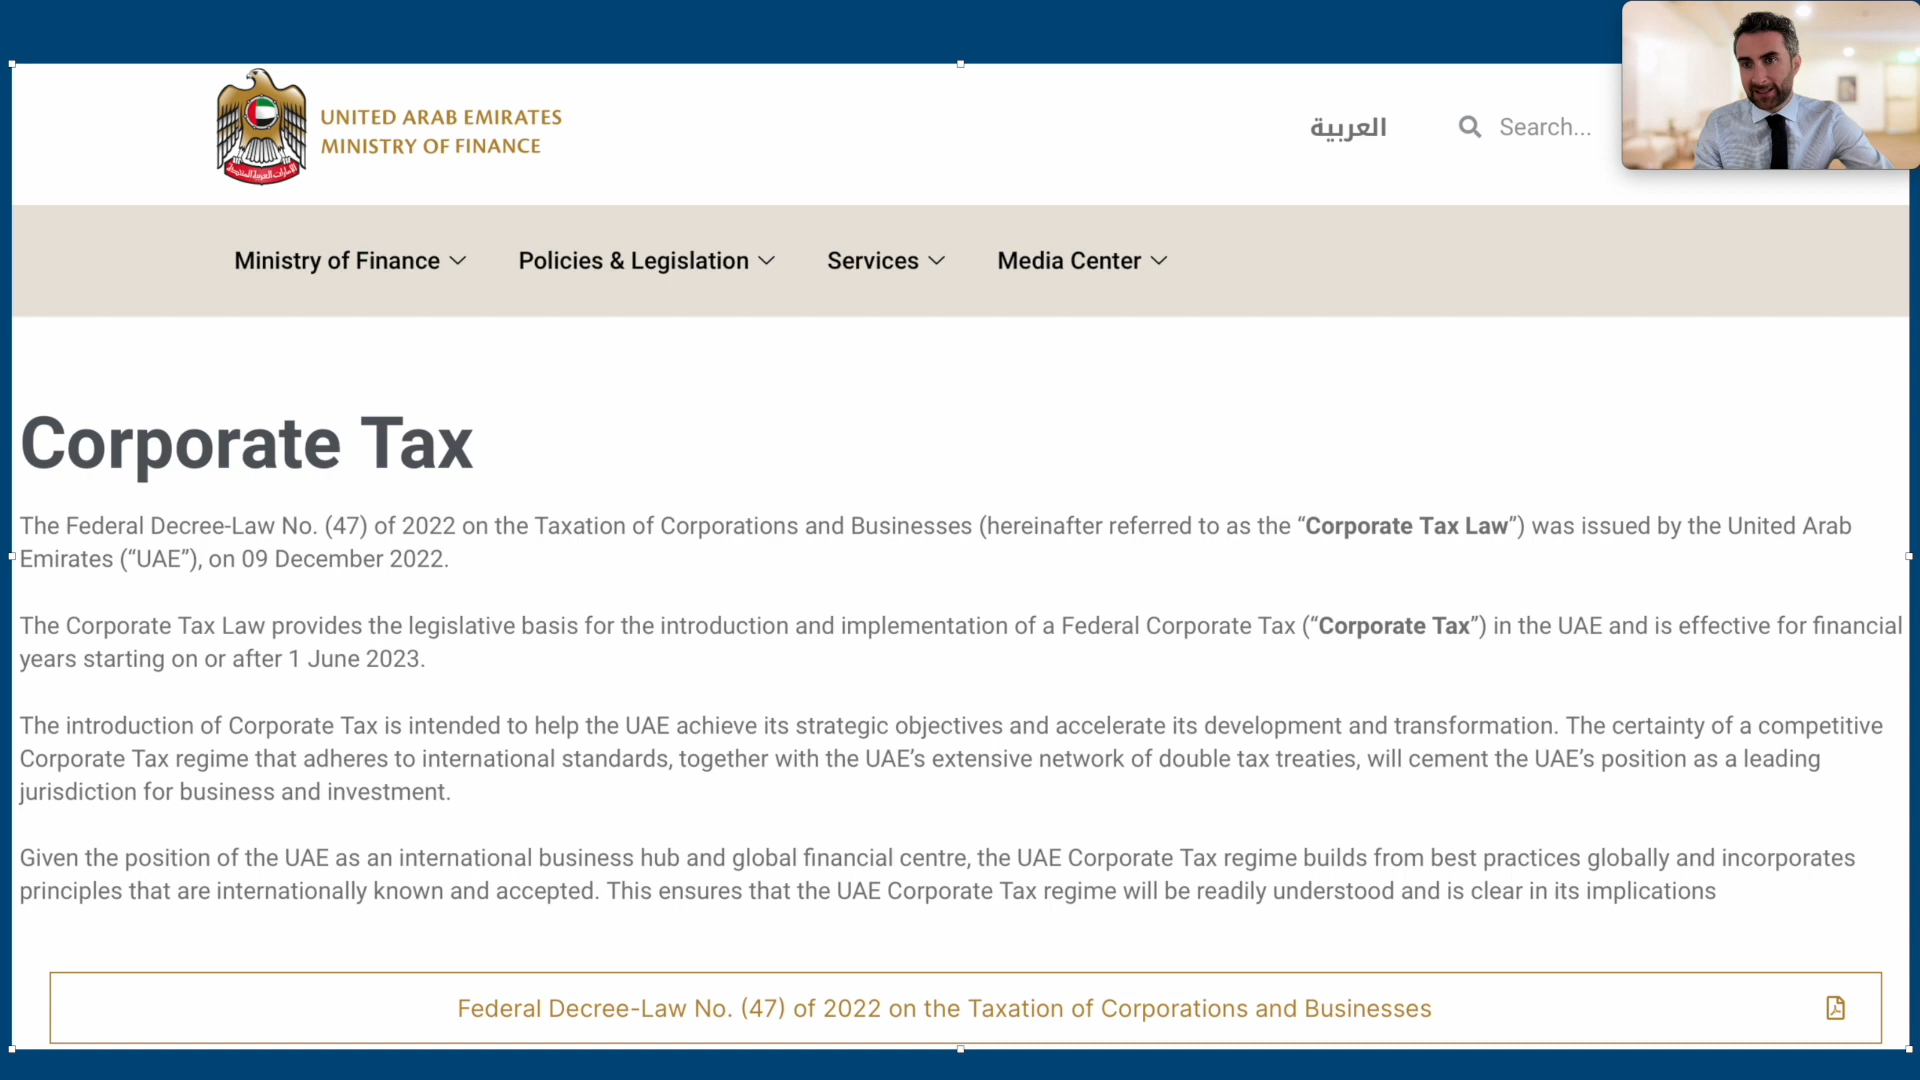 الإمارات العربية المتحدة
UNITED ARAB EMIRATES
MINISTRY OF FINANCE
العربية
Search...
Ministry of Finance
Policies & Legislation
Services
Media Center
Corporate Tax
The Federal Decree-Law No. (47) of 2022 on the Taxation of Corporations and Businesses (hereinafter referred to as the “Corporate Tax Law”) was issued by the United Arab
Emirates (“UAE”), on 09 December 2022.
The Corporate Tax Law provides the legislative basis for the introduction and implementation of a Federal Corporate Tax (“Corporate Tax”) in the UAE and is effective for financial
years starting on or after 1 June 2023.
The introduction of Corporate Tax is intended to help the UAE achieve its strategic objectives and accelerate its development and transformation. The certainty of a competitive
Corporate Tax regime that adheres to international standards, together with the UAE’s extensive network of double tax treaties, will cement the UAE’s position as a leading
jurisdiction for business and investment.
Given the position of the UAE as an international business hub and global financial centre, the UAE Corporate Tax regime builds from best practices globally and incorporates
principles that are internationally known and accepted. This ensures that the UAE Corporate Tax regime will be readily understood and is clear in its implications
Federal Decree-Law No. (47) of 2022 on the Taxation of Corporations and Businesses